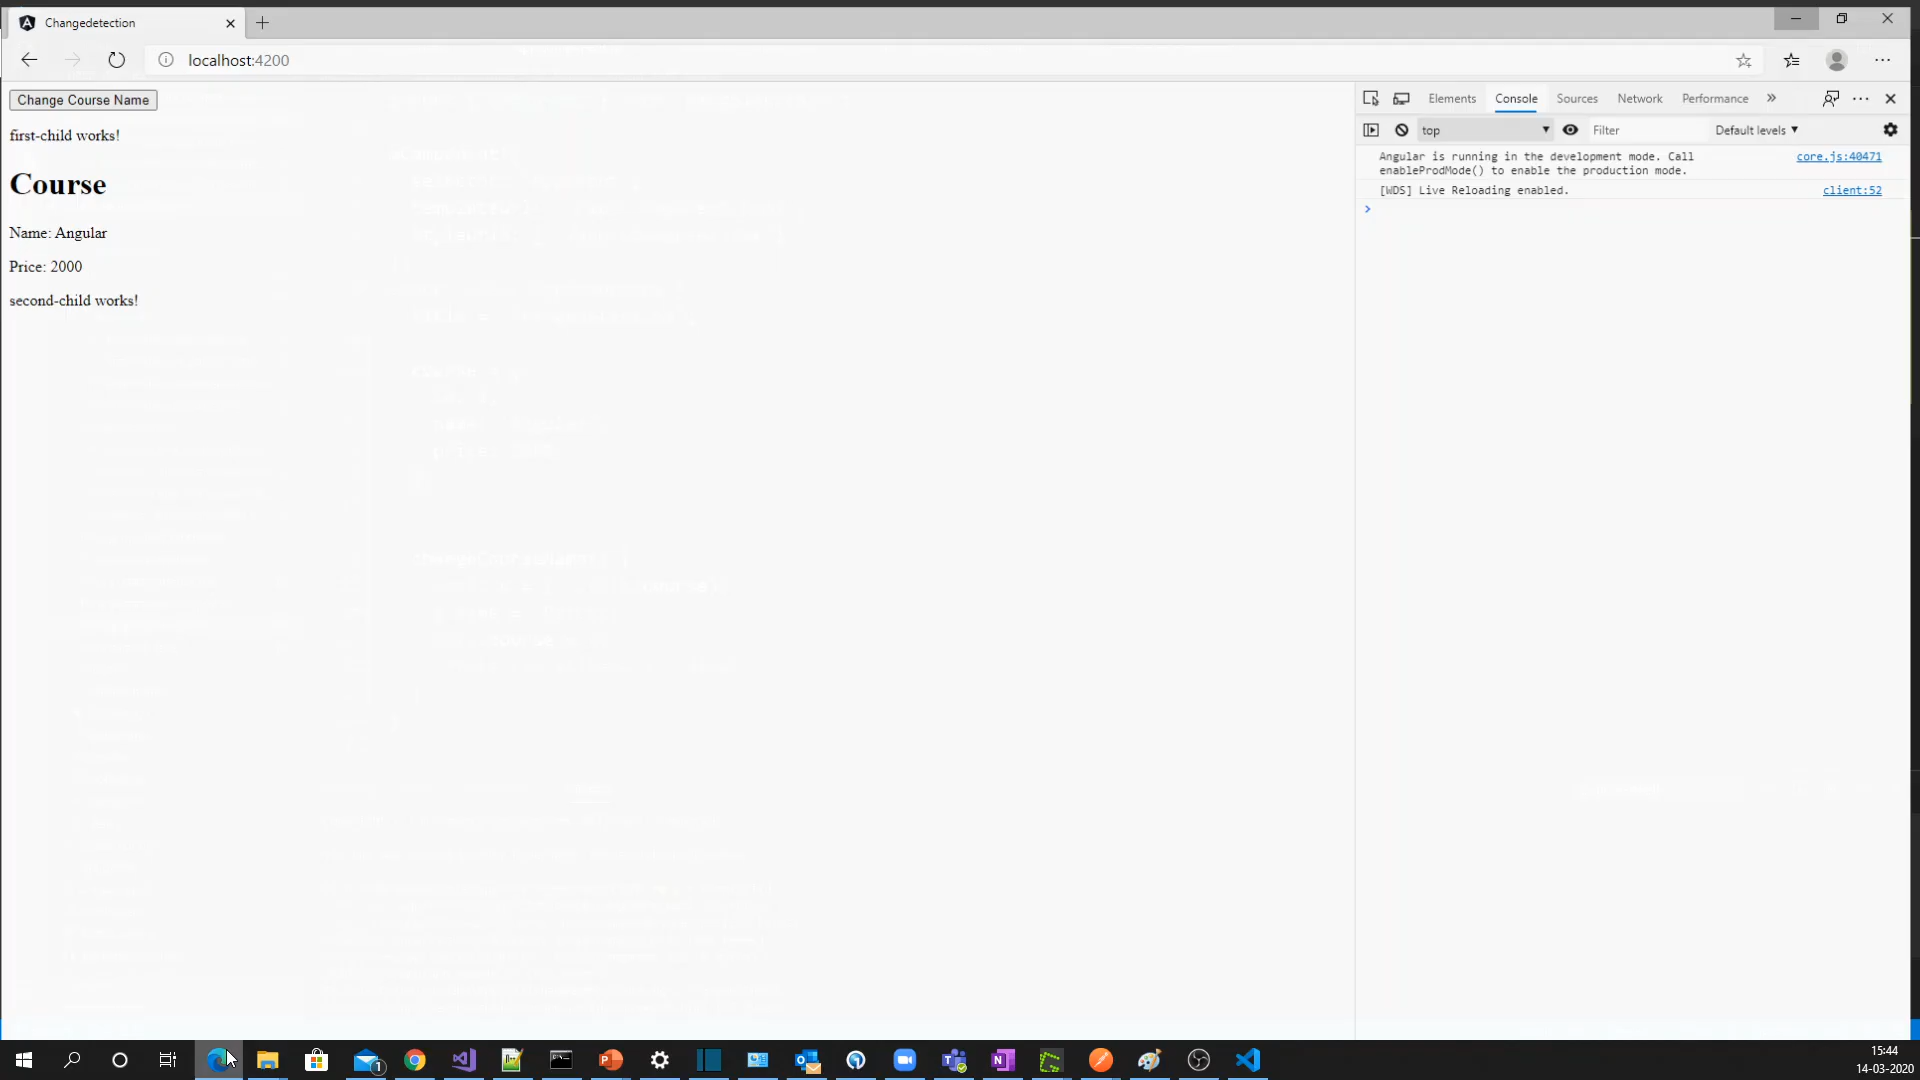 Changedetection
localhost:4200
Change Course Name
first-child works!
Course
Name: Angular
Price: 2000
second-child works!
Elements Console Sources Network Performance
top Filter Default levels
Angular is running in the development mode. Call core.js:40471
enableProdMode() to enable the production mode.
[WDS] Live Reloading enabled. client:52
15:44
14-03-2020